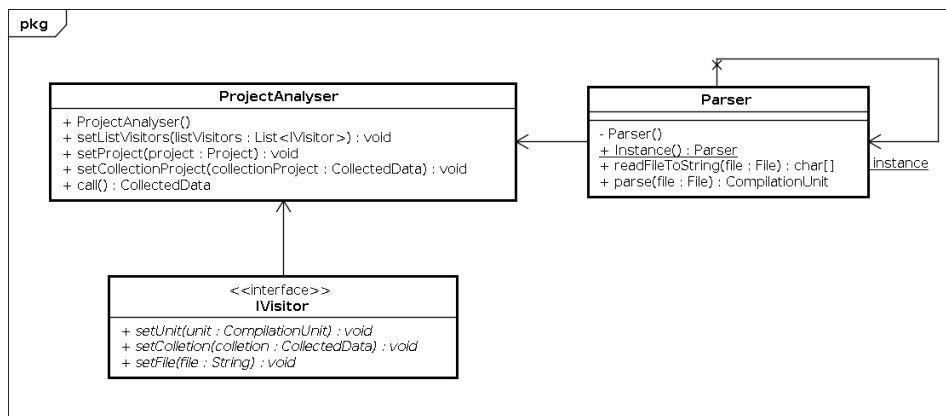 pkg
ProjectAnalyser
+ ProjectAnalyser()
+ setListVisitors(listVisitors : List<IVisitor>) : void
+ setProject(project : Project) : void
+ setCollectionProject(collectionProject : CollectedData) : void
+ call() : CollectedData
Parser
- Parser()
+ Instance() : Parser
+ readFileToString(file : File) : char[]
+ parse(file : File) : CompilationUnit
instance
<<interface>>
IVisitor
+ setUnit(unit : CompilationUnit) : void
+ setColletion(colletion : CollectedData) : void
+ setFile(file : String) : void